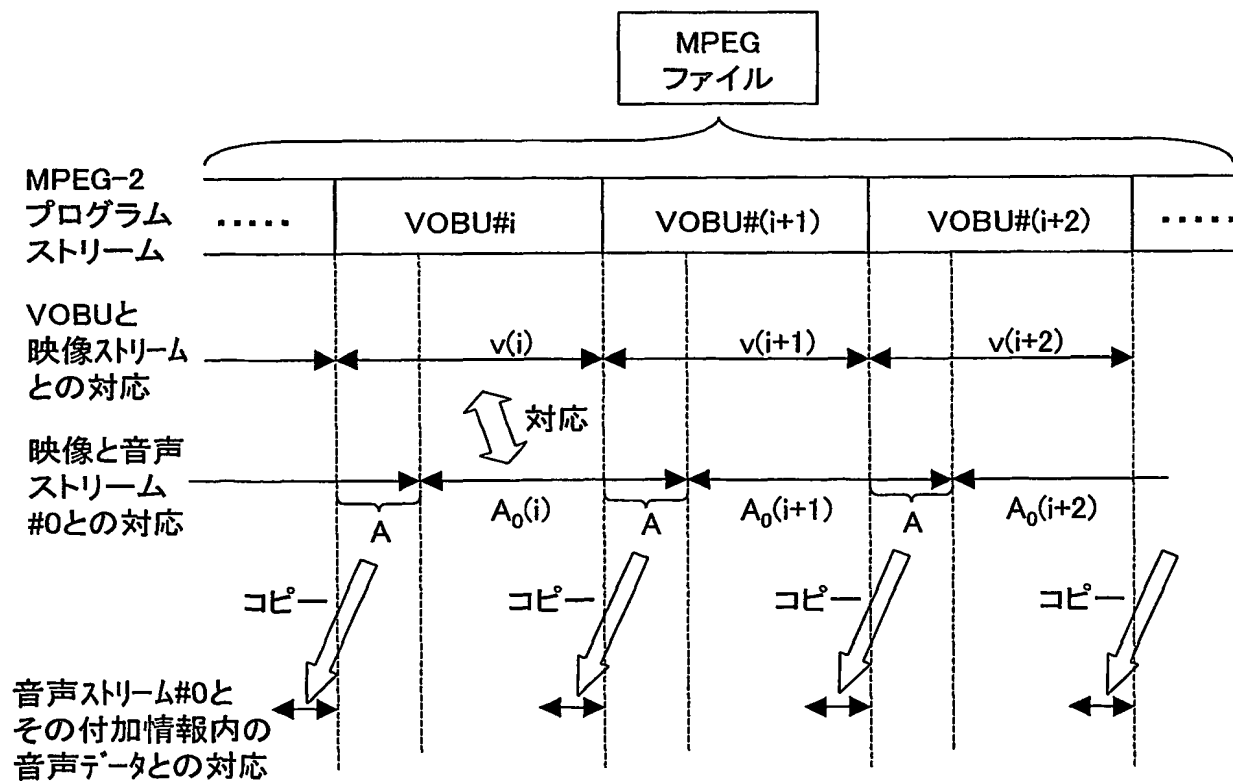 MPEG
ファイル
MPEG-2
プログラム
ストリーム
‥‥‥
VOBU#i
VOBU#(i+1)
VOBU#(i+2)
‥‥‥
VOBUと
映像ストリーム
との対応
v(i)
v(i+1)
v(i+2)
対応
映像と音声
ストリーム
#0との対応
A
A₀(i)
A
A₀(i+1)
A
A₀(i+2)
コピー
コピー
コピー
コピー
音声ストリーム#0と
その付加情報内の
音声データとの対応